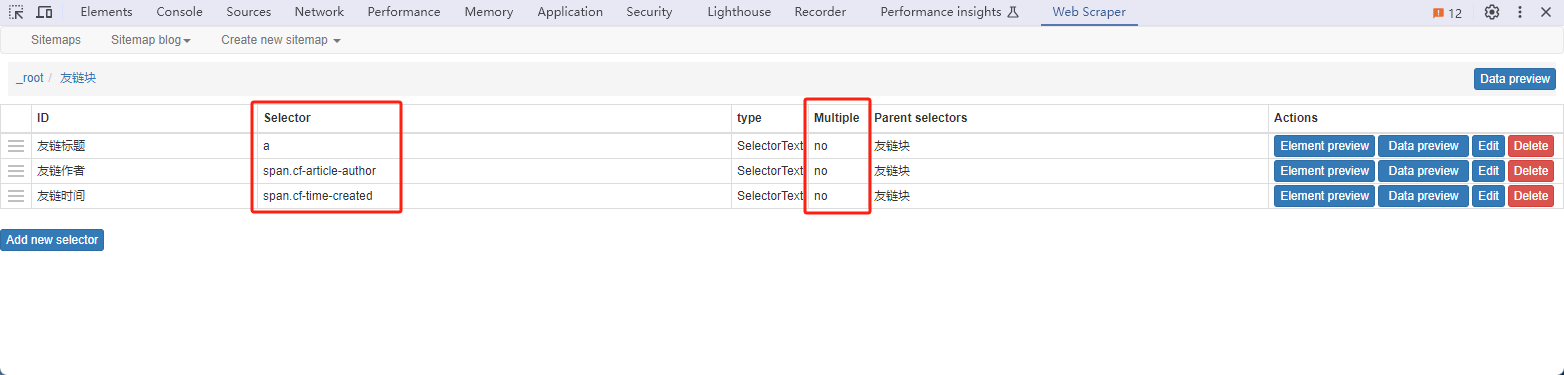 Elements Console Sources Network Performance Memory Application Security Lighthouse Recorder Performance insights Web Scraper 12
Sitemaps Sitemap blog Create new sitemap
_root / 友链块 Data preview
ID Selector type Multiple Parent selectors Actions
友链标题 a SelectorText no 友链块 Element preview Data preview Edit Delete
友链作者 span.cf-article-author SelectorText no 友链块 Element preview Data preview Edit Delete
友链时间 span.cf-time-created SelectorText no 友链块 Element preview Data preview Edit Delete
Add new selector